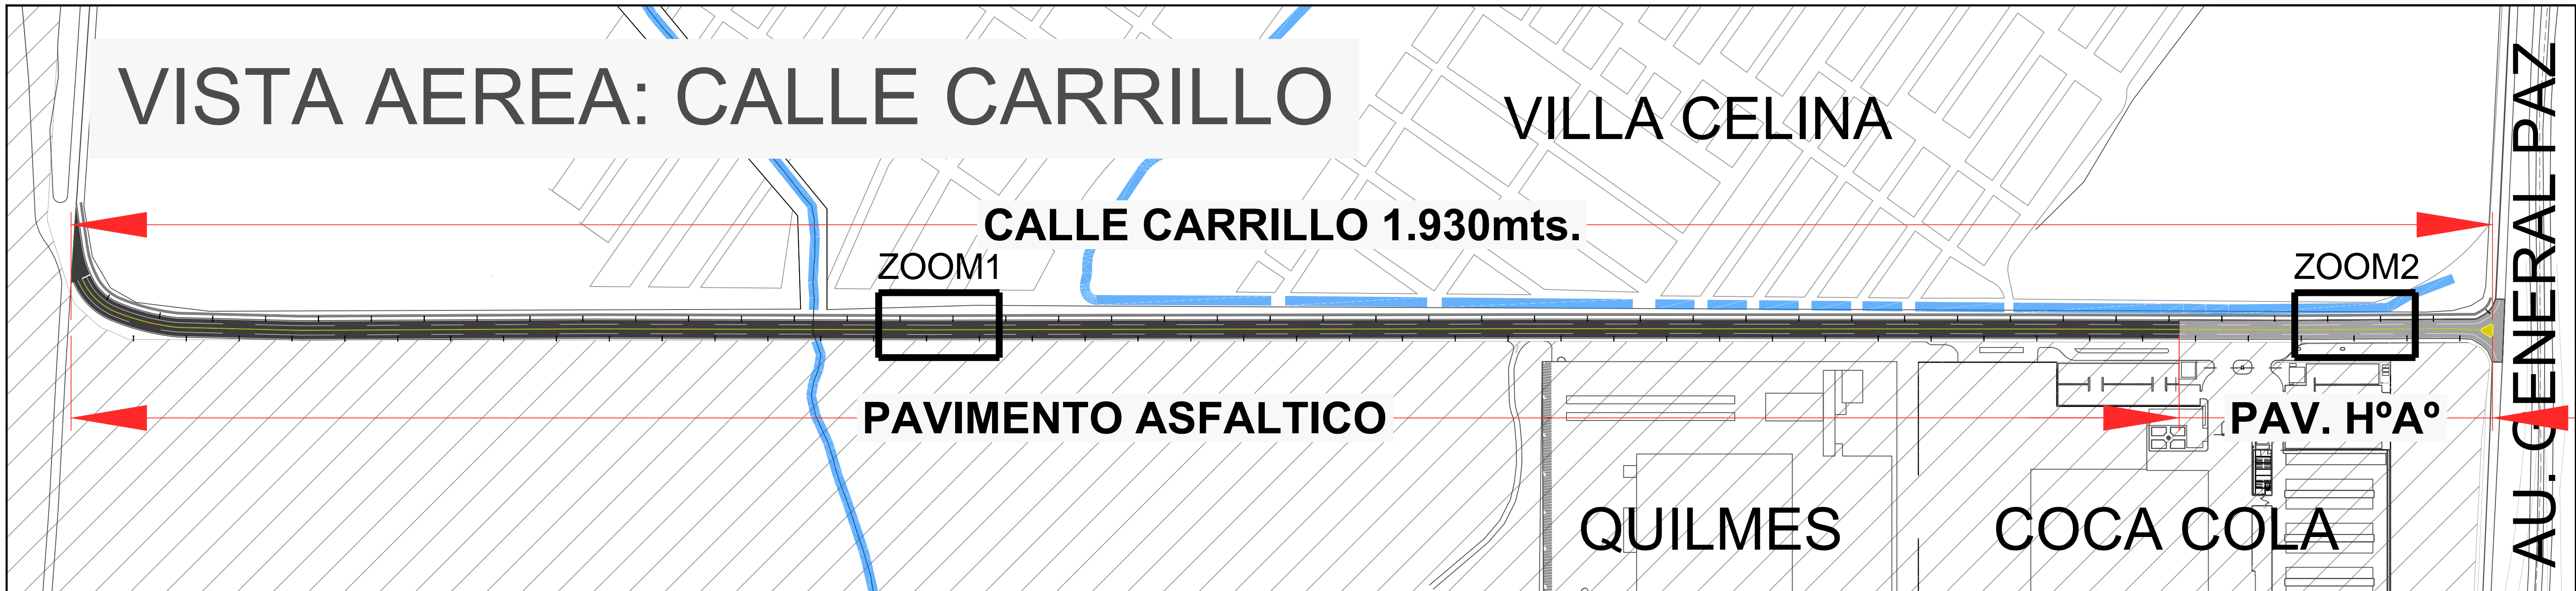 VISTA AEREA: CALLE CARRILLO
VILLA CELINA
CALLE CARRILLO 1.930mts.
ZOOM1
ZOOM2
PAVIMENTO ASFALTICO
PAV. HºAº
QUILMES
COCA COLA
AU. GENERAL PAZ